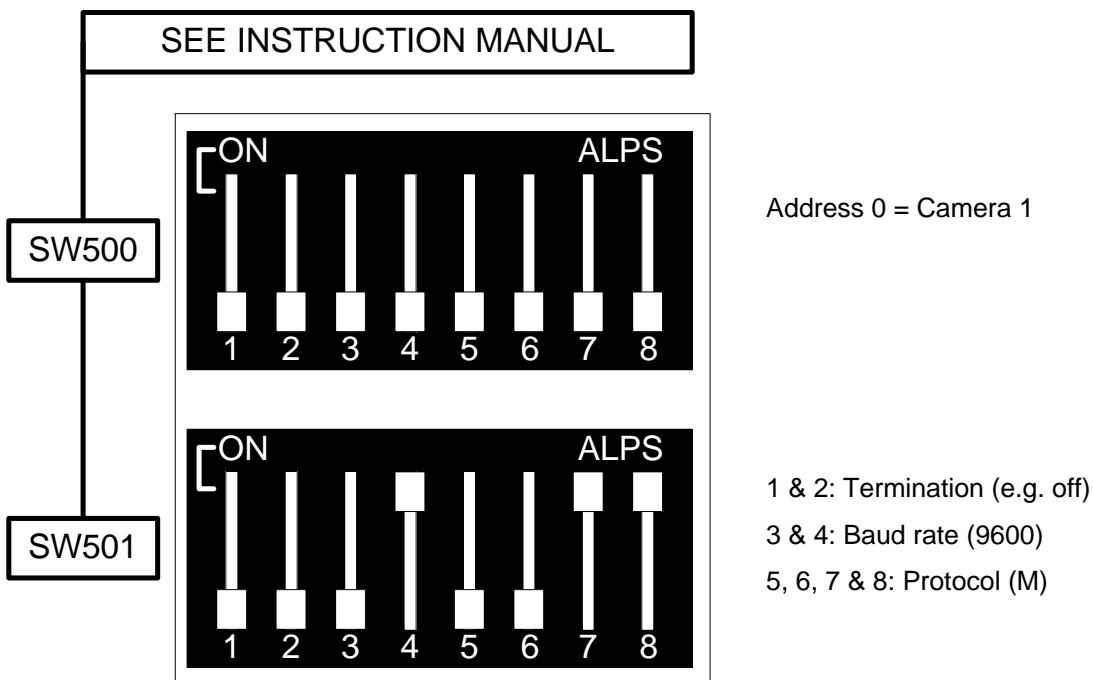 SEE INSTRUCTION MANUAL
ON ALPS
SW500
1 2 3 4 5 6 7 8
Address 0 = Camera 1
ON ALPS
SW501
1 2 3 4 5 6 7 8
1 & 2: Termination (e.g. off)
3 & 4: Baud rate (9600)
5, 6, 7 & 8: Protocol (M)